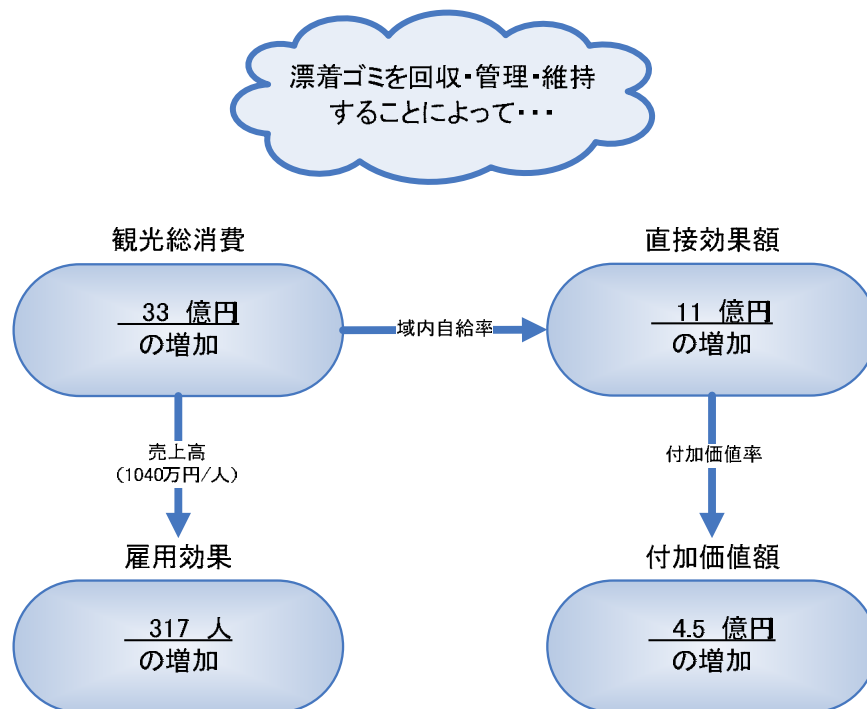 漂着ゴミを回収・管理・維持
することによって・・・
観光総消費
33 億円
の増加
域内自給率
直接効果額
11 億円
の増加
売上高
(1040万円/人)
付加価値率
雇用効果
317 人
の増加
付加価値額
4.5 億円
の増加